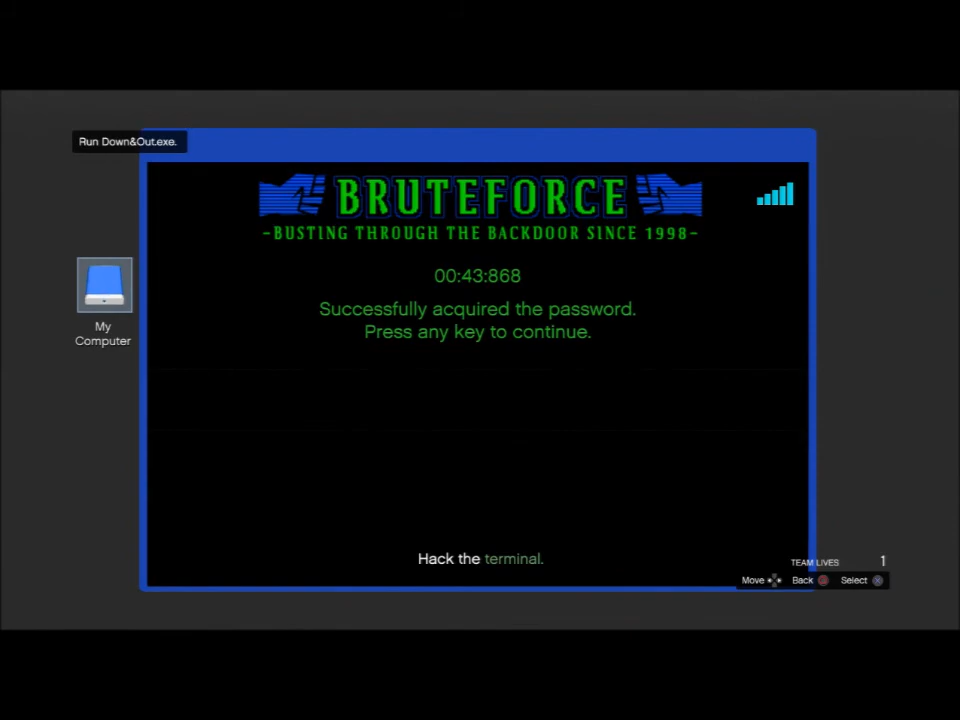 Run Down&Out.exe.
BRUTEFORCE
-BUSTING THROUGH THE BACKDOOR SINCE 1998-
00:43:868
Successfully acquired the password.
Press any key to continue.
My
Computer
Hack the terminal.
TEAM LIVES 1
Move Back Select